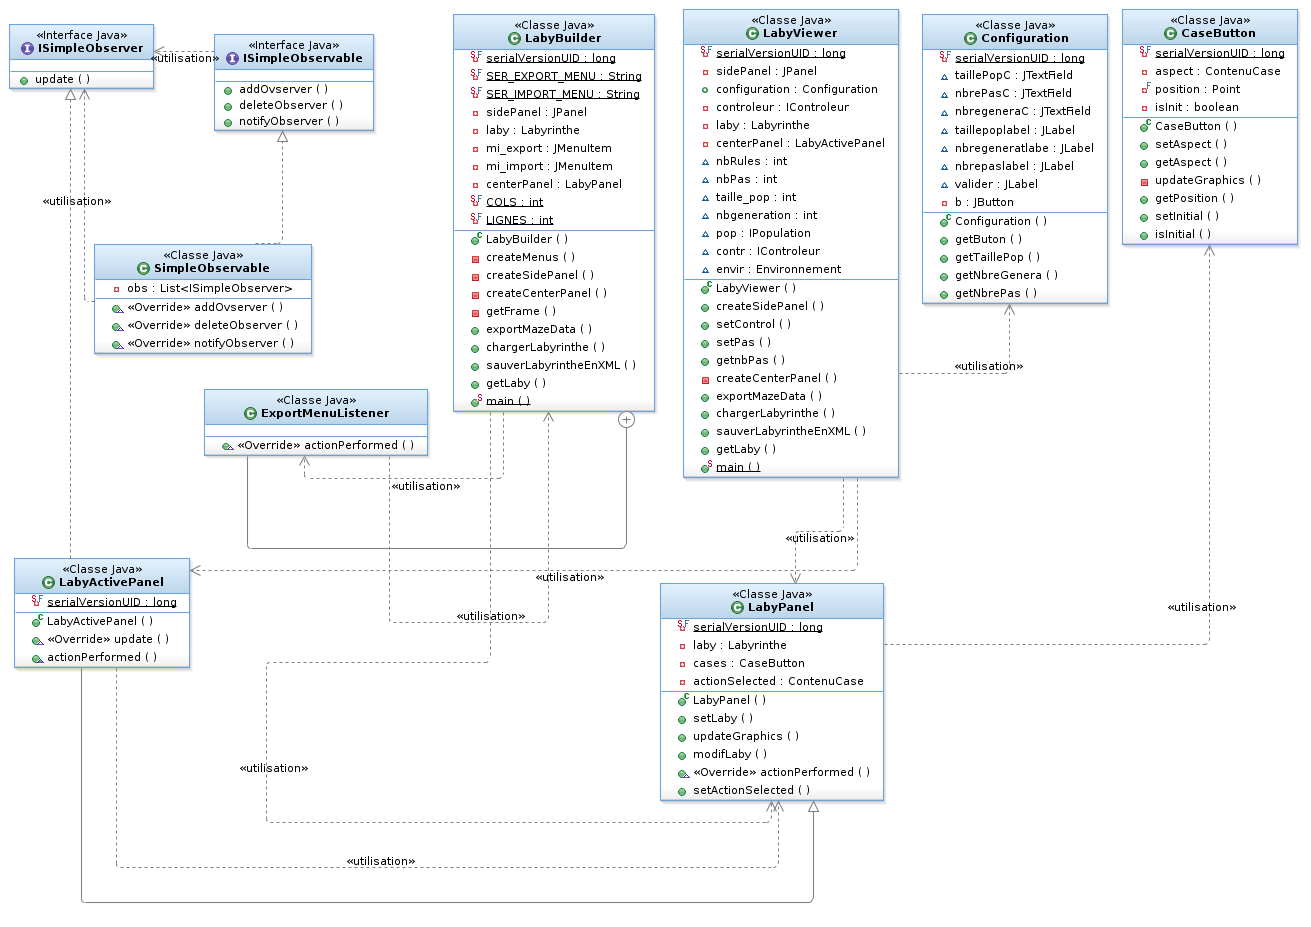 «Interface Java»
ISimpleObserver
update ( )
«utilisation»
«Interface Java»
ISimpleObservable
addOvserver ( )
deleteObserver ( )
notifyObserver ( )
«utilisation»
«Classe Java»
SimpleObservable
obs : List<ISimpleObserver>
«Override» addOvserver ( )
«Override» deleteObserver ( )
«Override» notifyObserver ( )
«Classe Java»
ExportMenuListener
«Override» actionPerformed ( )
«Classe Java»
LabyBuilder
serialVersionUID : long
SER_EXPORT_MENU : String
SER_IMPORT_MENU : String
sidePanel : JPanel
laby : Labyrinthe
mi_export : JMenuItem
mi_import : JMenuItem
centerPanel : LabyPanel
COLS : int
LIGNES : int
LabyBuilder ( )
createMenus ( )
createSidePanel ( )
createCenterPanel ( )
getFrame ( )
exportMazeData ( )
chargerLabyrinthe ( )
sauverLabyrintheEnXML ( )
getLaby ( )
main ( )
«Classe Java»
LabyViewer
serialVersionUID : long
sidePanel : JPanel
configuration : Configuration
controleur : IControleur
laby : Labyrinthe
centerPanel : LabyActivePanel
nbRules : int
nbPas : int
taille_pop : int
nbgeneration : int
pop : IPopulation
contr : IControleur
envir : Environnement
LabyViewer ( )
createSidePanel ( )
setControl ( )
setPas ( )
getnbPas ( )
createCenterPanel ( )
exportMazeData ( )
chargerLabyrinthe ( )
sauverLabyrintheEnXML ( )
getLaby ( )
main ( )
«Classe Java»
Configuration
serialVersionUID : long
taillePopC : JTextField
nbrePasC : JTextField
nbregeneraC : JTextField
taillepoplabel : JLabel
nbregeneratlabe : JLabel
nbrepaslabel : JLabel
valider : JLabel
b : JButton
Configuration ( )
getButon ( )
getTaillePop ( )
getNbreGenera ( )
getNbrePas ( )
«Classe Java»
CaseButton
serialVersionUID : long
aspect : ContenuCase
position : Point
isInit : boolean
CaseButton ( )
setAspect ( )
getAspect ( )
updateGraphics ( )
getPosition ( )
setInitial ( )
isInitial ( )
«utilisation»
«utilisation»
«utilisation»
«utilisation»
«utilisation»
«utilisation»
«Classe Java»
LabyActivePanel
serialVersionUID : long
LabyActivePanel ( )
«Override» update ( )
actionPerformed ( )
«Classe Java»
LabyPanel
serialVersionUID : long
laby : Labyrinthe
cases : CaseButton
actionSelected : ContenuCase
LabyPanel ( )
setLaby ( )
updateGraphics ( )
modifLaby ( )
«Override» actionPerformed ( )
setActionSelected ( )
«utilisation»
«utilisation»